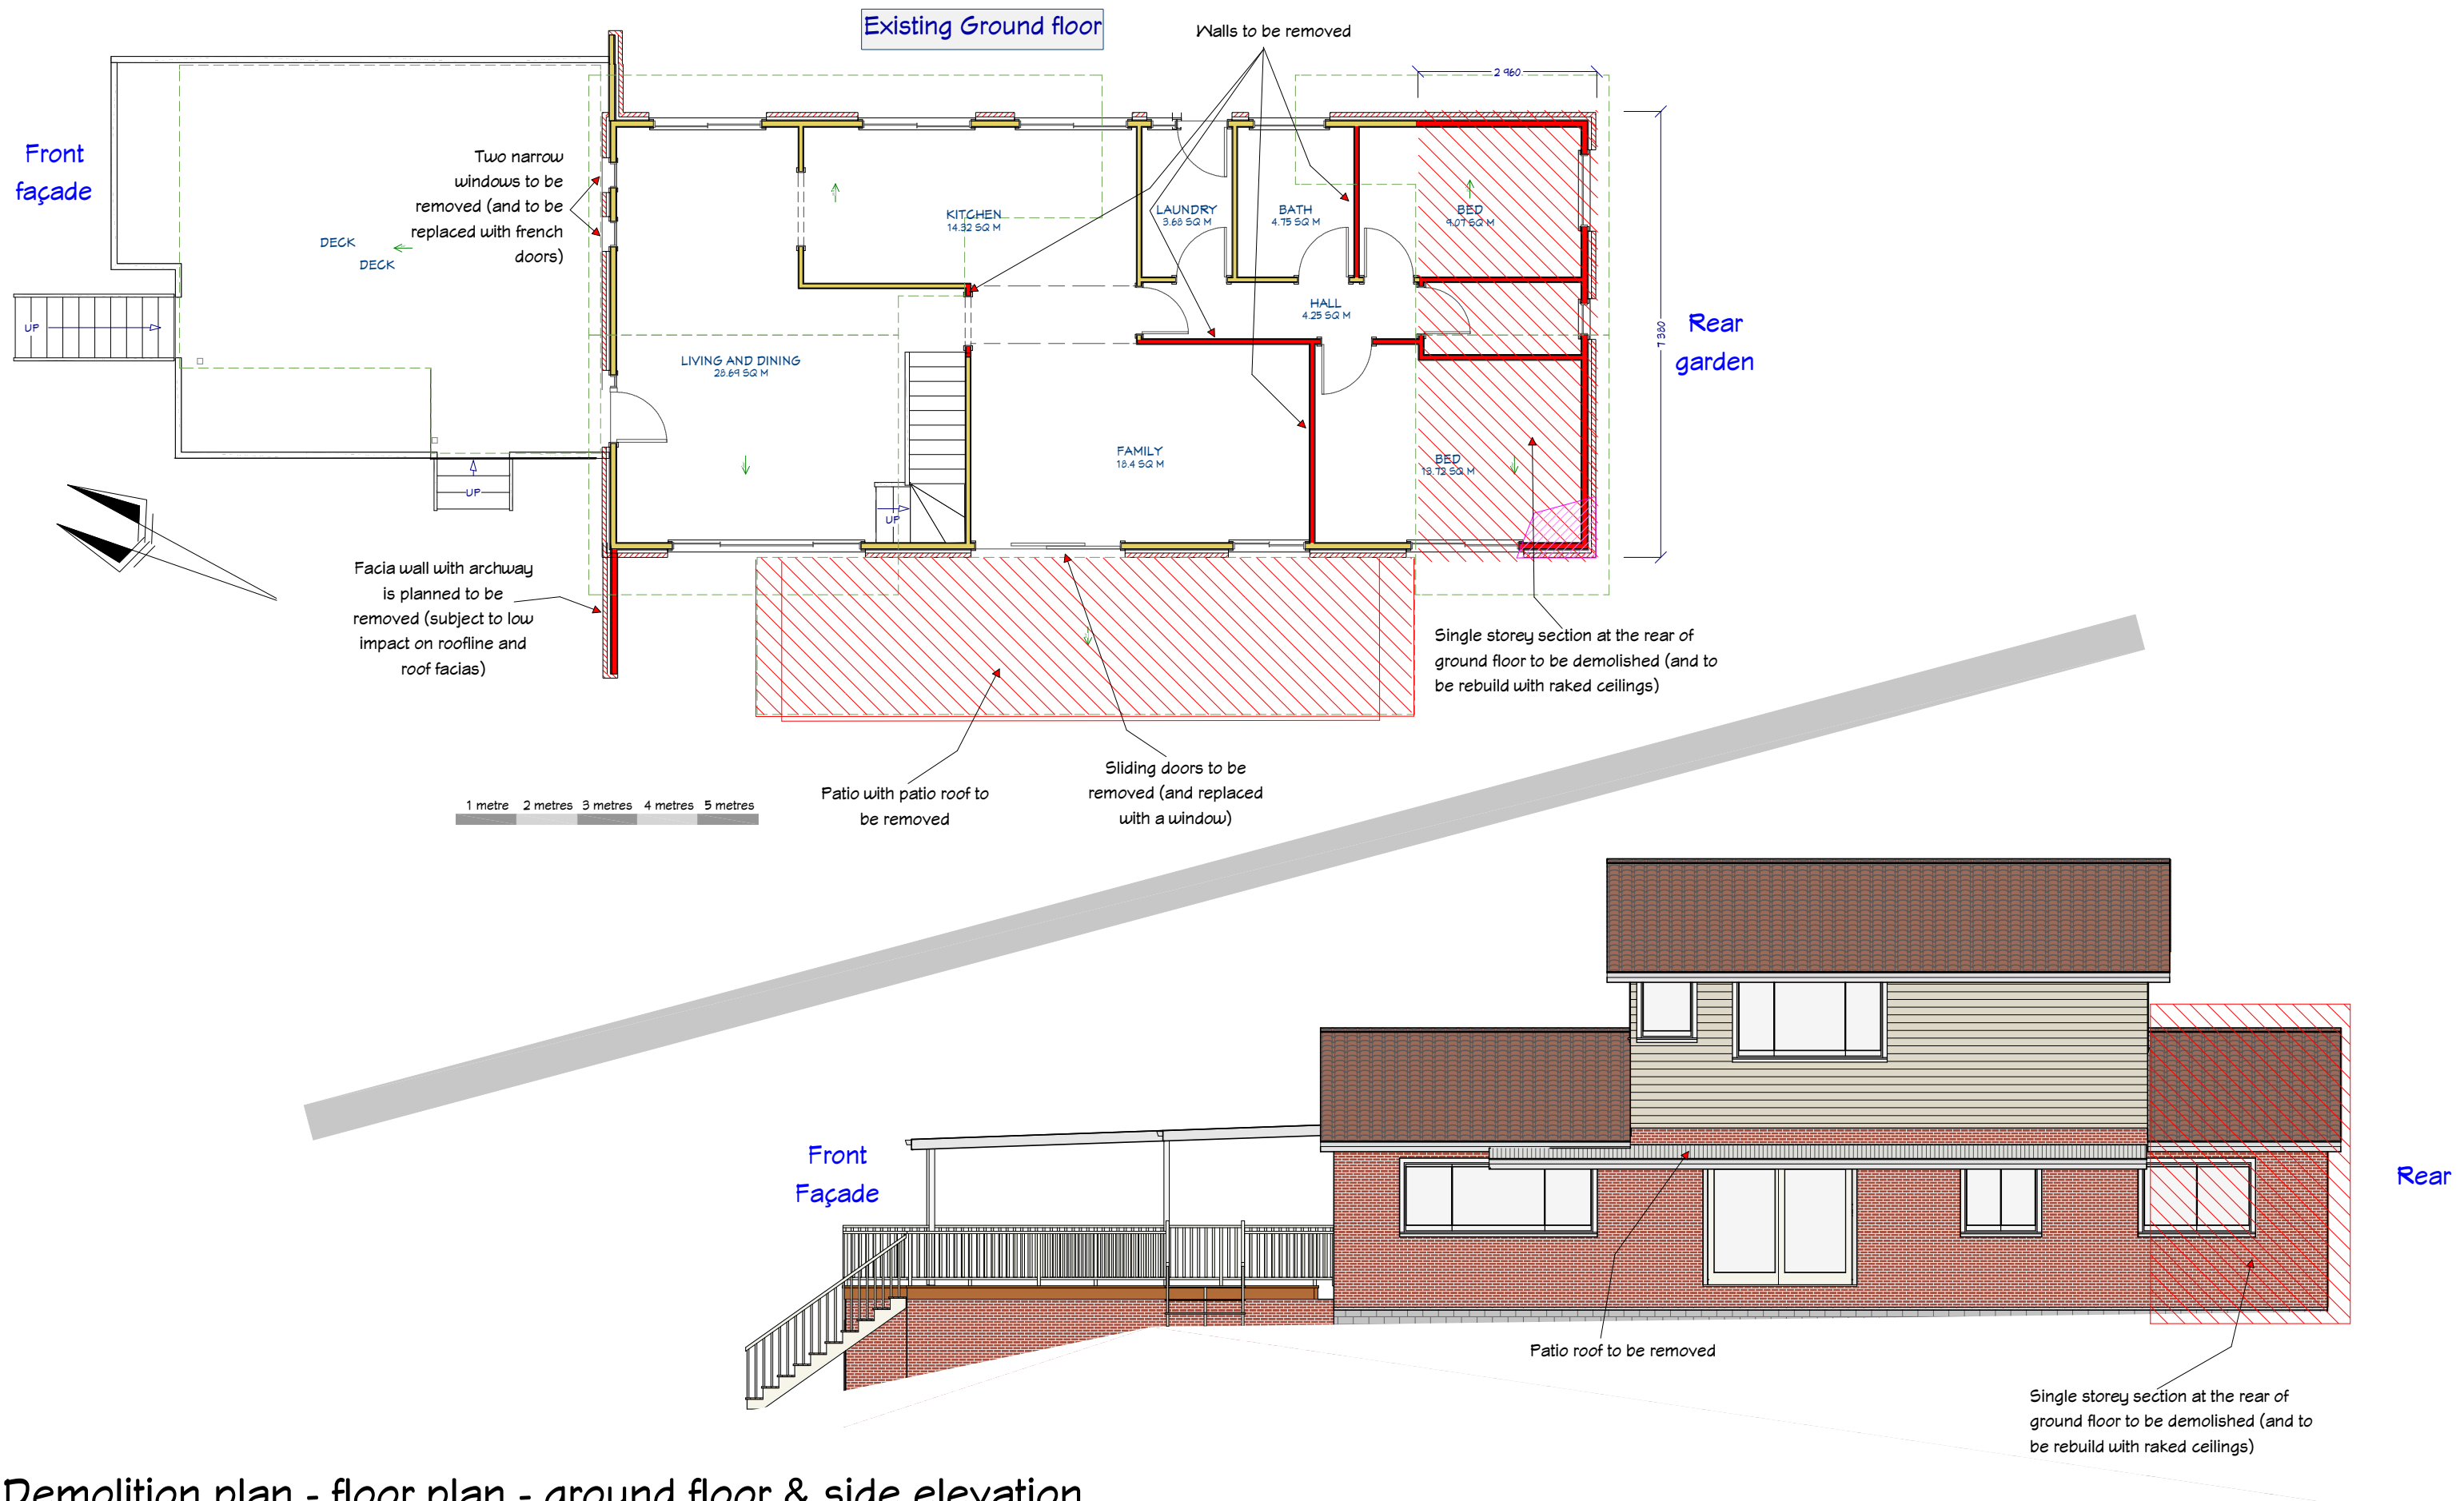 Existing Ground floor
Walls to be removed
2 960
Front
façade
Two narrow
windows to be
removed (and to be
replaced with french
doors)
DECK
DECK
UP
UP
KITCHEN
14.32 SQ M
LAUNDRY
3.68 SQ M
BATH
4.75 SQ M
BED
9.07 SQ M
HALL
4.25 SQ M
LIVING AND DINING
28.69 SQ M
FAMILY
18.4 SQ M
BED
13.72 SQ M
UP
7 380
Rear
garden
Facia wall with archway
is planned to be
removed (subject to low
impact on roofline and
roof facias)
Single storey section at the rear of
ground floor to be demolished (and to
be rebuild with raked ceilings)
Sliding doors to be
removed (and replaced
with a window)
Patio with patio roof to
be removed
1 metre 2 metres 3 metres 4 metres 5 metres
Front
Façade
Rear
Patio roof to be removed
Single storey section at the rear of
ground floor to be demolished (and to
be rebuild with raked ceilings)
Demolition plan - floor plan - ground floor & side elevation